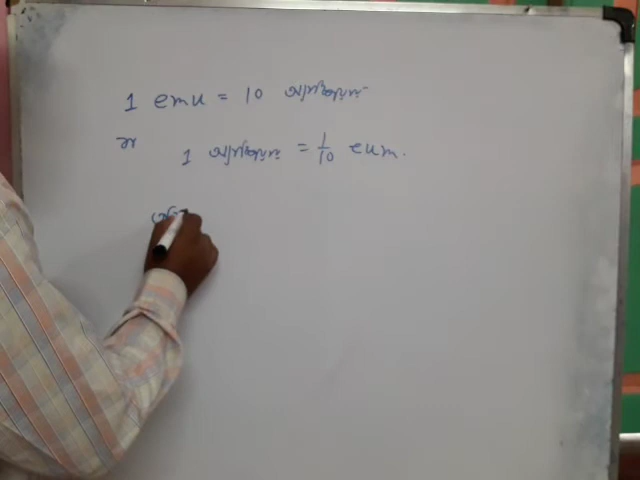 1 emu = 10 অ্যাম্পিয়ার
বা
1 অ্যাম্পিয়ার = 1/10 eum.